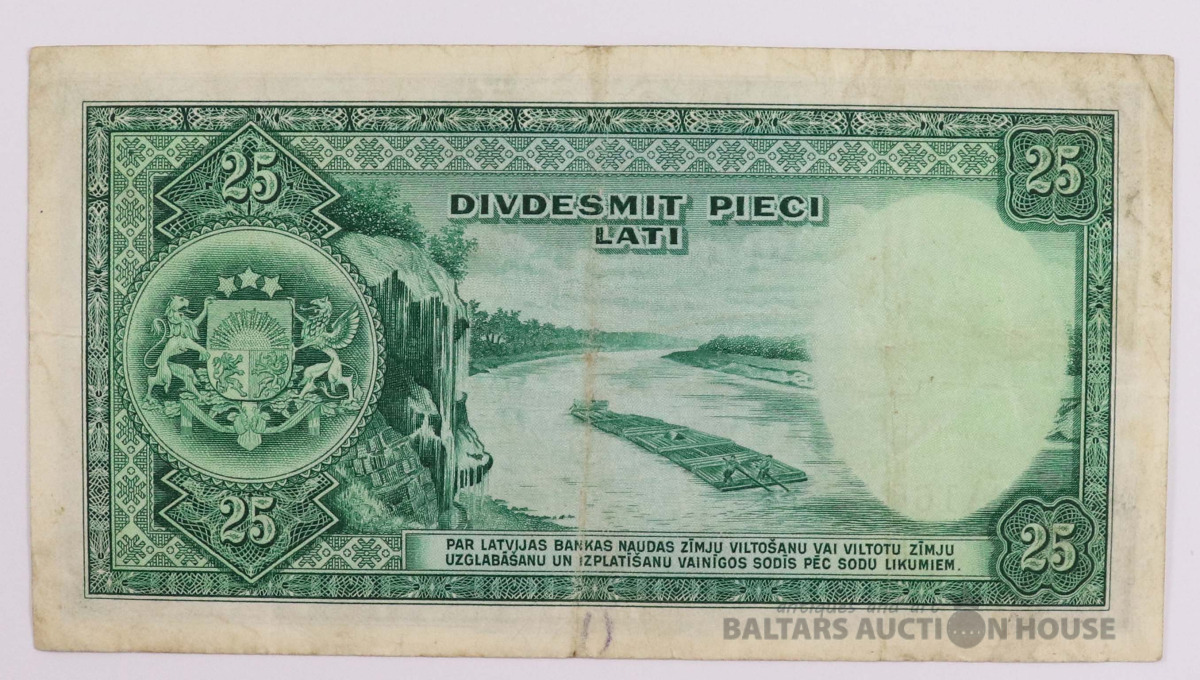 25
25
DIVDESMIT PIECI
LATI
25
25
PAR LATVIJAS BANKAS NAUDAS ZĪMJU VILTOŠANU VAI VILTOTU ZĪMJU
UZGLABĀŠANU UN IZPLATĪŠANU VAINĪGOS SODĪS PĒC SODU LIKUMIEM.
antiques and art
BALTARS AUCTION HOUSE